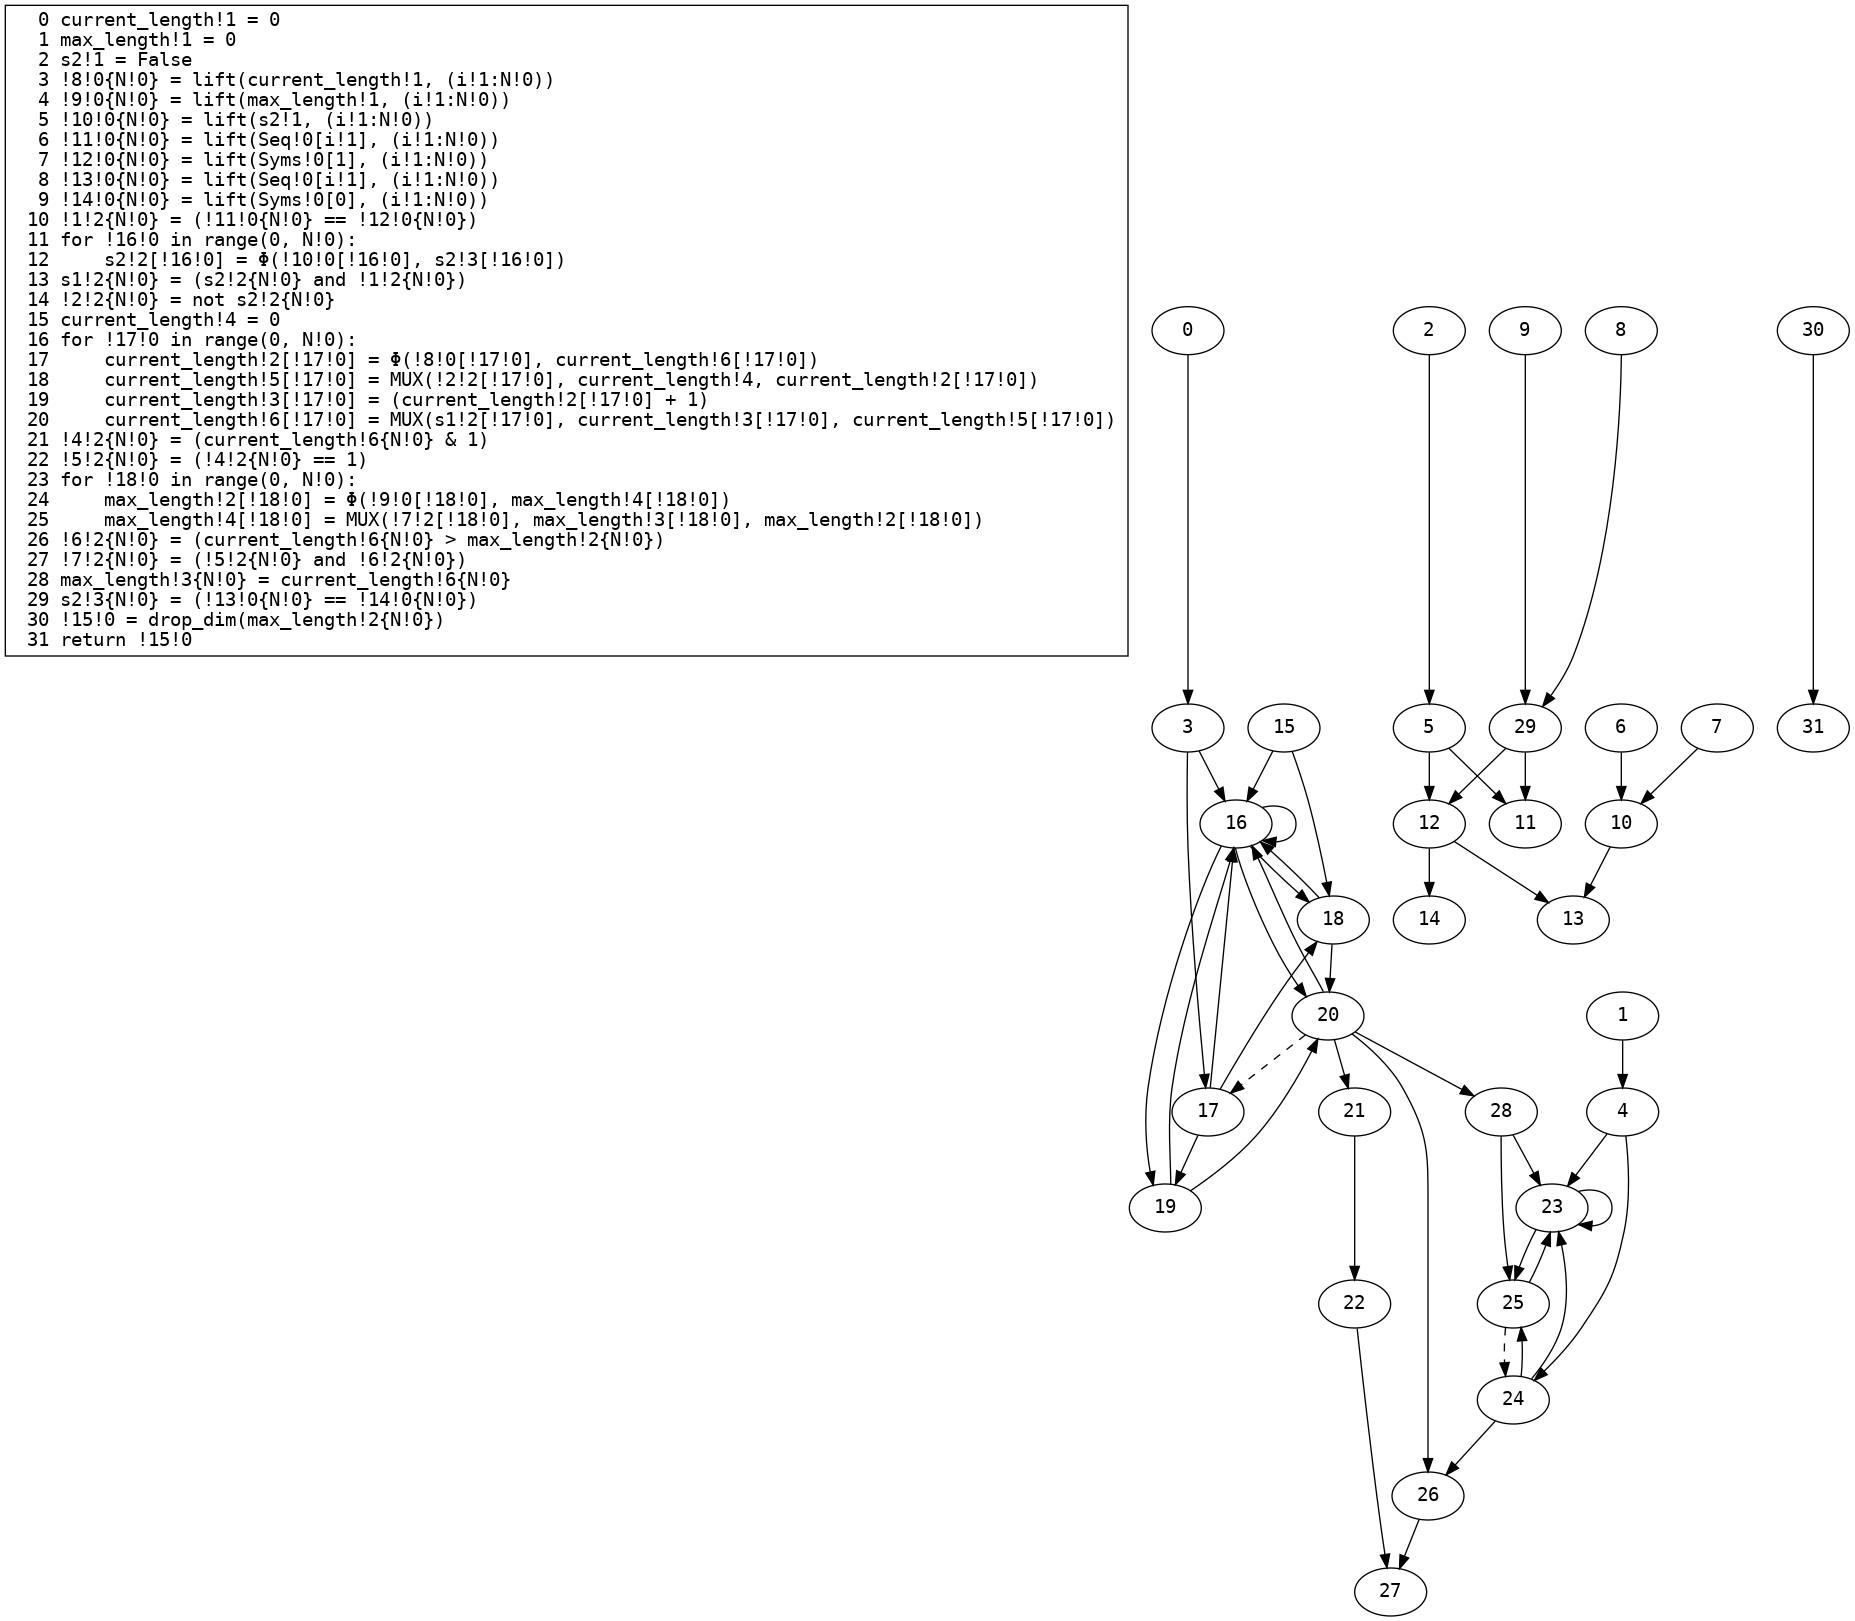 0 current_length!1 = 0
1 max_length!1 = 0
2 s2!1 = False
3 !8!0{N!0} = lift(current_length!1, (i!1:N!0))
4 !9!0{N!0} = lift(max_length!1, (i!1:N!0))
5 !10!0{N!0} = lift(s2!1, (i!1:N!0))
6 !11!0{N!0} = lift(Seq!0[i!1], (i!1:N!0))
7 !12!0{N!0} = lift(Syms!0[1], (i!1:N!0))
8 !13!0{N!0} = lift(Seq!0[i!1], (i!1:N!0))
9 !14!0{N!0} = lift(Syms!0[0], (i!1:N!0))
10 !1!2{N!0} = (!11!0{N!0} == !12!0{N!0})
11 for !16!0 in range(0, N!0):
12     s2!2[!16!0] = Φ(!10!0[!16!0], s2!3[!16!0])
13 s1!2{N!0} = (s2!2{N!0} and !1!2{N!0})
14 !2!2{N!0} = not s2!2{N!0}
15 current_length!4 = 0
16 for !17!0 in range(0, N!0):
17     current_length!2[!17!0] = Φ(!8!0[!17!0], current_length!6[!17!0])
18     current_length!5[!17!0] = MUX(!2!2[!17!0], current_length!4, current_length!2[!17!0])
19     current_length!3[!17!0] = (current_length!2[!17!0] + 1)
20     current_length!6[!17!0] = MUX(s1!2[!17!0], current_length!3[!17!0], current_length!5[!17!0])
21 !4!2{N!0} = (current_length!6{N!0} & 1)
22 !5!2{N!0} = (!4!2{N!0} == 1)
23 for !18!0 in range(0, N!0):
24     max_length!2[!18!0] = Φ(!9!0[!18!0], max_length!4[!18!0])
25     max_length!4[!18!0] = MUX(!7!2[!18!0], max_length!3[!18!0], max_length!2[!18!0])
26 !6!2{N!0} = (current_length!6{N!0} > max_length!2{N!0})
27 !7!2{N!0} = (!5!2{N!0} and !6!2{N!0})
28 max_length!3{N!0} = current_length!6{N!0}
29 s2!3{N!0} = (!13!0{N!0} == !14!0{N!0})
30 !15!0 = drop_dim(max_length!2{N!0})
31 return !15!0
0
2
9
8
30
3
15
5
29
6
7
31
16
12
11
10
18
14
13
20
1
17
21
28
4
19
23
22
25
24
26
27